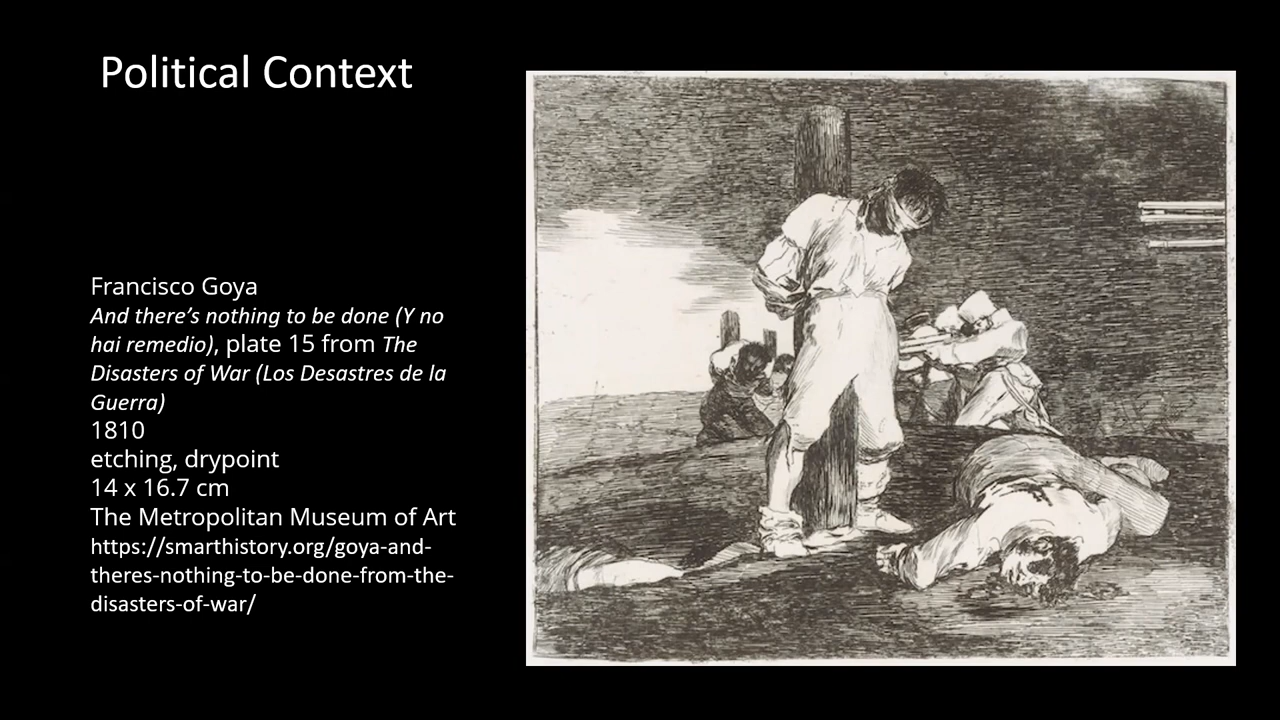 Political Context
Francisco Goya
And there’s nothing to be done (Y no
hai remedio), plate 15 from The
Disasters of War (Los Desastres de la
Guerra)
1810
etching, drypoint
14 x 16.7 cm
The Metropolitan Museum of Art
https://smarthistory.org/goya-and-
theres-nothing-to-be-done-from-the-
disasters-of-war/